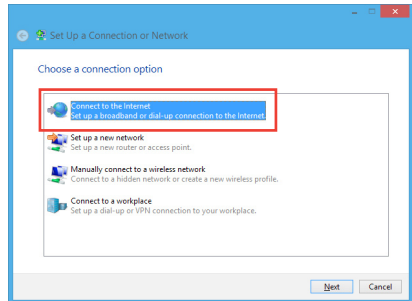 Set Up a Connection or Network
Choose a connection option
Connect to the Internet
Set up a broadband or dial-up connection to the Internet.
Set up a new network
Set up a new router or access point.
Manually connect to a wireless network
Connect to a hidden network or create a new wireless profile.
Connect to a workplace
Set up a dial-up or VPN connection to your workplace.
Next Cancel